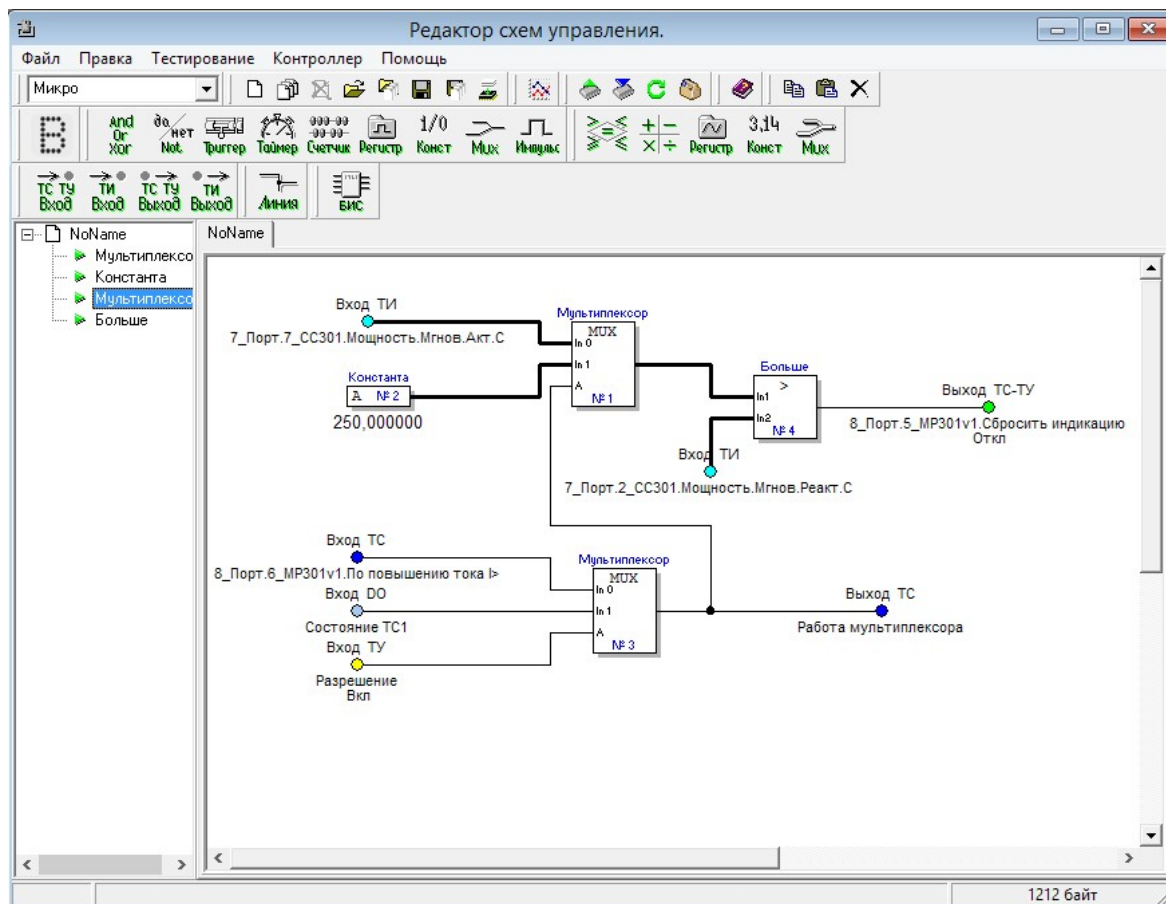 Редактор схем управления.
Файл Правка Тестирование Контроллер Помощь
Микро
And Or Xor
да/нет Not.
Триггер
Таймер
Счетчик
Регистр
1/0 Конст
Mux
Импульс
Регистр
3,14 Конст
Mux
ТС ТУ Вход
ТИ Вход
ТС ТУ Выход
ТИ Выход
Линия
БИС
NoName
Мультиплексо
Константа
Мультиплексо
Больше
NoName
Вход ТИ
7_Порт.7_СС301.Мощность.Мгнов.Акт.С
Мультиплексор
MUX
In 0
In 1
A
№ 1
Константа
A № 2
250,000000
Больше
>
In1
In2
№ 4
Выход ТС-ТУ
8_Порт.5_МР301v1.Сбросить индикацию
Откл
Вход ТИ
7_Порт.2_СС301.Мощность.Мгнов.Реакт.С
Вход ТС
8_Порт.6_МР301v1.По повышению тока I>
Вход DO
Состояние ТС1
Вход ТУ
Разрешение
Вкл
Мультиплексор
MUX
In 0
In 1
A
№ 3
Выход ТС
Работа мультиплексора
1212 байт